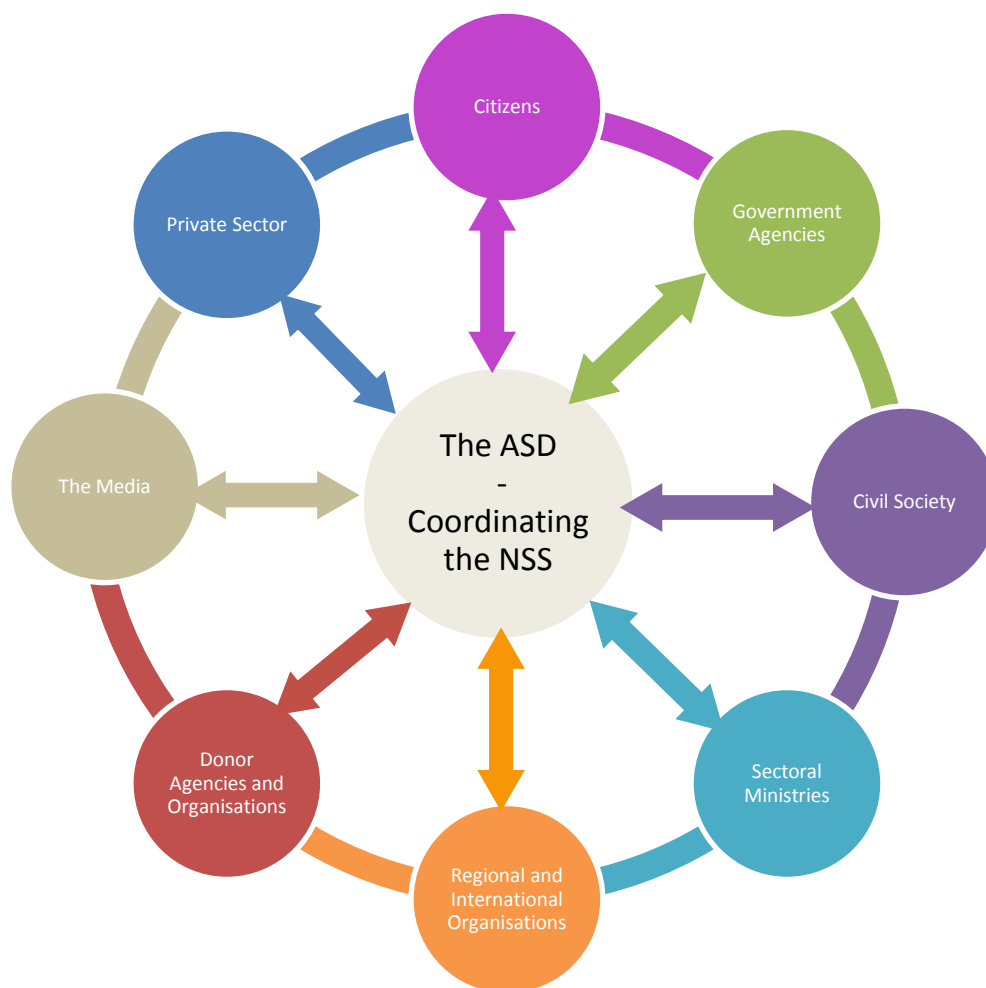 Citizens
Government
Agencies
Private Sector
The ASD
-
Coordinating
the NSS
The Media
Civil Society
Donor
Agencies and
Organisations
Sectoral
Ministries
Regional and
International
Organisations